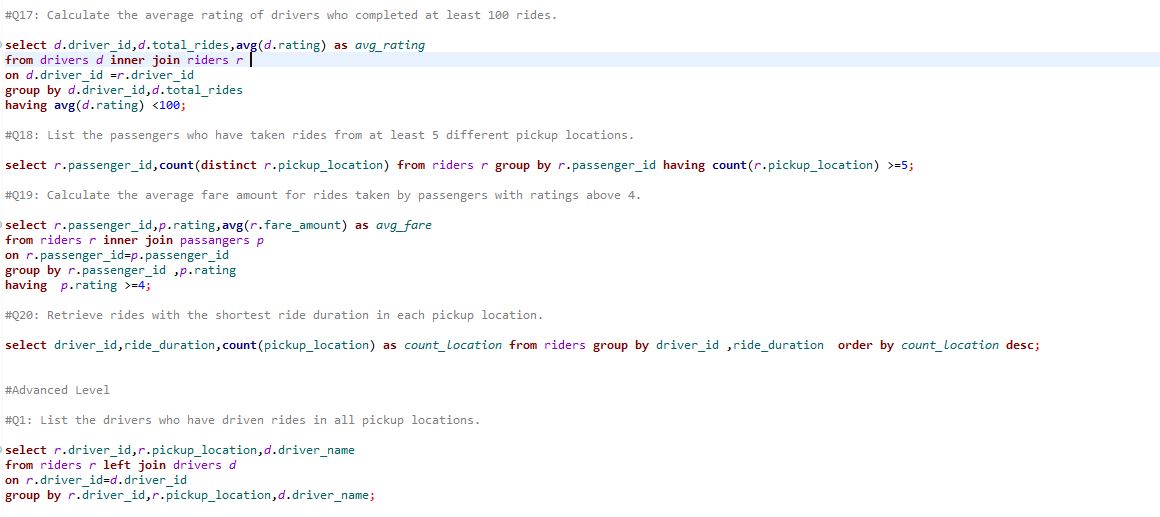 #Q17: Calculate the average rating of drivers who completed at least 100 rides.
select d.driver_id,d.total_rides,avg(d.rating) as avg_rating
from drivers d inner join riders r
on d.driver_id =r.driver_id
group by d.driver_id,d.total_rides
having avg(d.rating) <100;
#Q18: List the passengers who have taken rides from at least 5 different pickup locations.
select r.passenger_id,count(distinct r.pickup_location) from riders r group by r.passenger_id having count(r.pickup_location) >=5;
#Q19: Calculate the average fare amount for rides taken by passengers with ratings above 4.
select r.passenger_id,p.rating,avg(r.fare_amount) as avg_fare
from riders r inner join passangers p
on r.passenger_id=p.passenger_id
group by r.passenger_id ,p.rating
having  p.rating >=4;
#Q20: Retrieve rides with the shortest ride duration in each pickup location.
select driver_id,ride_duration,count(pickup_location) as count_location from riders group by driver_id ,ride_duration  order by count_location desc;
#Advanced Level
#Q1: List the drivers who have driven rides in all pickup locations.
select r.driver_id,r.pickup_location,d.driver_name
from riders r left join drivers d
on r.driver_id=d.driver_id
group by r.driver_id,r.pickup_location,d.driver_name;